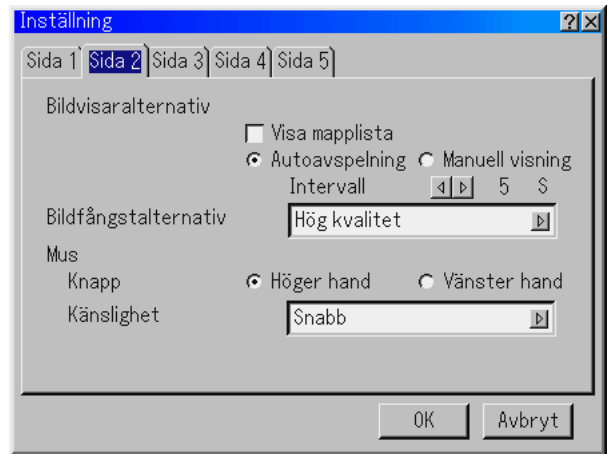 Inställning
Sida 1 Sida 2 Sida 3 Sida 4 Sida 5
Bildvisaralternativ
Visa mapplista
Autoavspelning Manuell visning
Intervall 5 S
Bildfångstalternativ Hög kvalitet
Mus
Knapp Höger hand Vänster hand
Känslighet Snabb
OK Avbryt